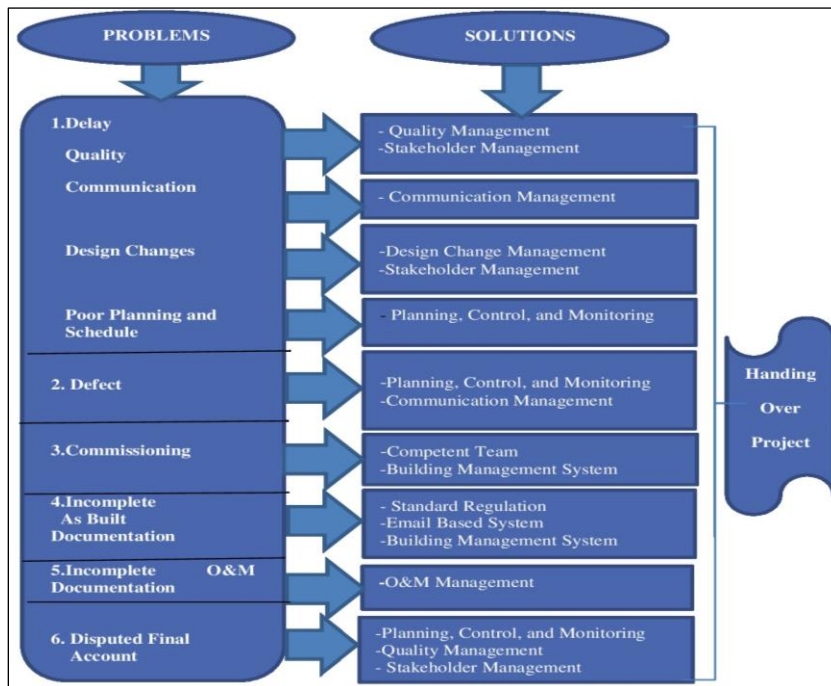 PROBLEMS
SOLUTIONS
1.Delay
Quality
Communication
Design Changes
Poor Planning and
Schedule
2. Defect
3.Commissioning
4.Incomplete
As Built
Documentation
5.Incomplete O&M
Documentation
6. Disputed Final
Account
- Quality Management
-Stakeholder Management
- Communication Management
-Design Change Management
-Stakeholder Management
- Planning, Control, and Monitoring
-Planning, Control, and Monitoring
-Communication Management
-Competent Team
-Building Management System
- Standard Regulation
-Email Based System
-Building Management System
-O&M Management
-Planning, Control, and Monitoring
-Quality Management
- Stakeholder Management
Handing
Over
Project